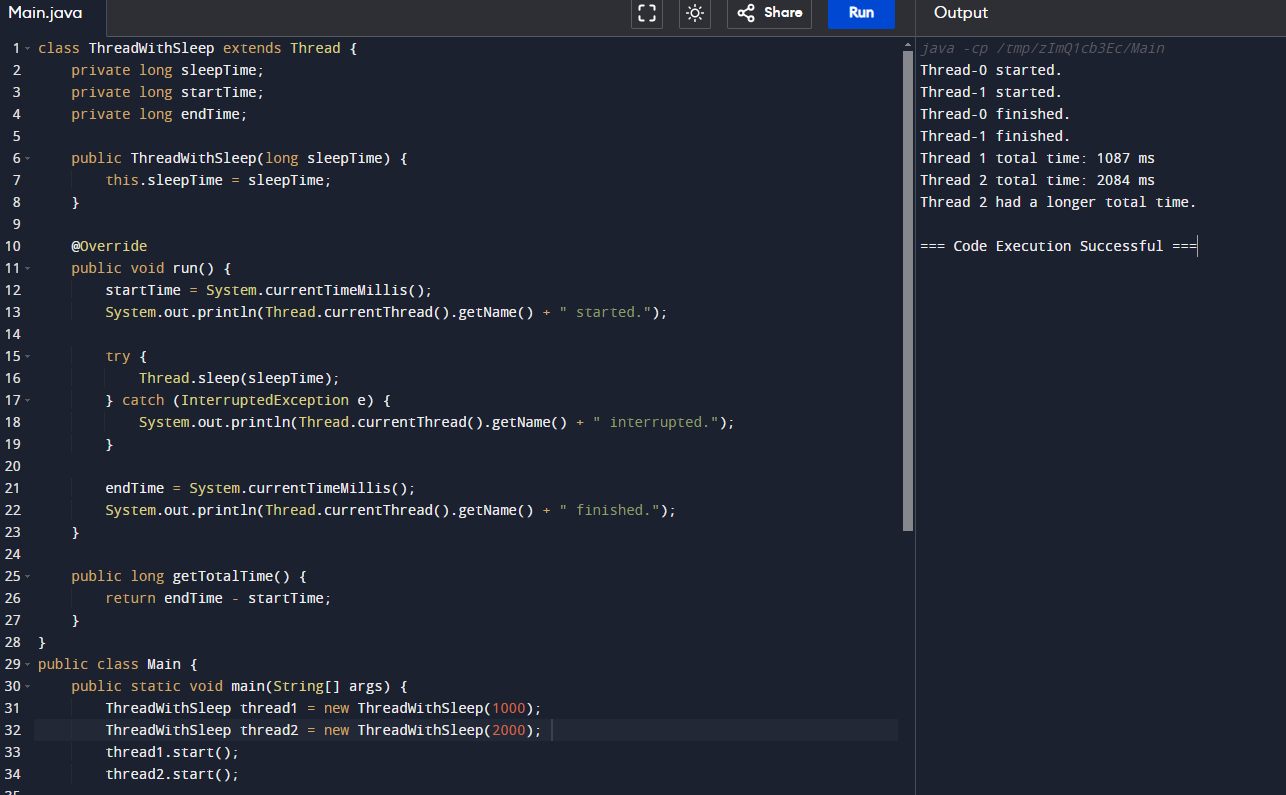 Main.java
Share
Run
Output
1 class ThreadWithSleep extends Thread {
2     private long sleepTime;
3     private long startTime;
4     private long endTime;
5
6     public ThreadWithSleep(long sleepTime) {
7         this.sleepTime = sleepTime;
8     }
9
10     @Override
11     public void run() {
12         startTime = System.currentTimeMillis();
13         System.out.println(Thread.currentThread().getName() + " started.");
14
15         try {
16             Thread.sleep(sleepTime);
17         } catch (InterruptedException e) {
18             System.out.println(Thread.currentThread().getName() + " interrupted.");
19         }
20
21         endTime = System.currentTimeMillis();
22         System.out.println(Thread.currentThread().getName() + " finished.");
23     }
24
25     public long getTotalTime() {
26         return endTime - startTime;
27     }
28 }
29 public class Main {
30     public static void main(String[] args) {
31         ThreadWithSleep thread1 = new ThreadWithSleep(1000);
32         ThreadWithSleep thread2 = new ThreadWithSleep(2000);
33         thread1.start();
34         thread2.start();
java -cp /tmp/zImQ1cb3Ec/Main
Thread-0 started.
Thread-1 started.
Thread-0 finished.
Thread-1 finished.
Thread 1 total time: 1087 ms
Thread 2 total time: 2084 ms
Thread 2 had a longer total time.
=== Code Execution Successful ===